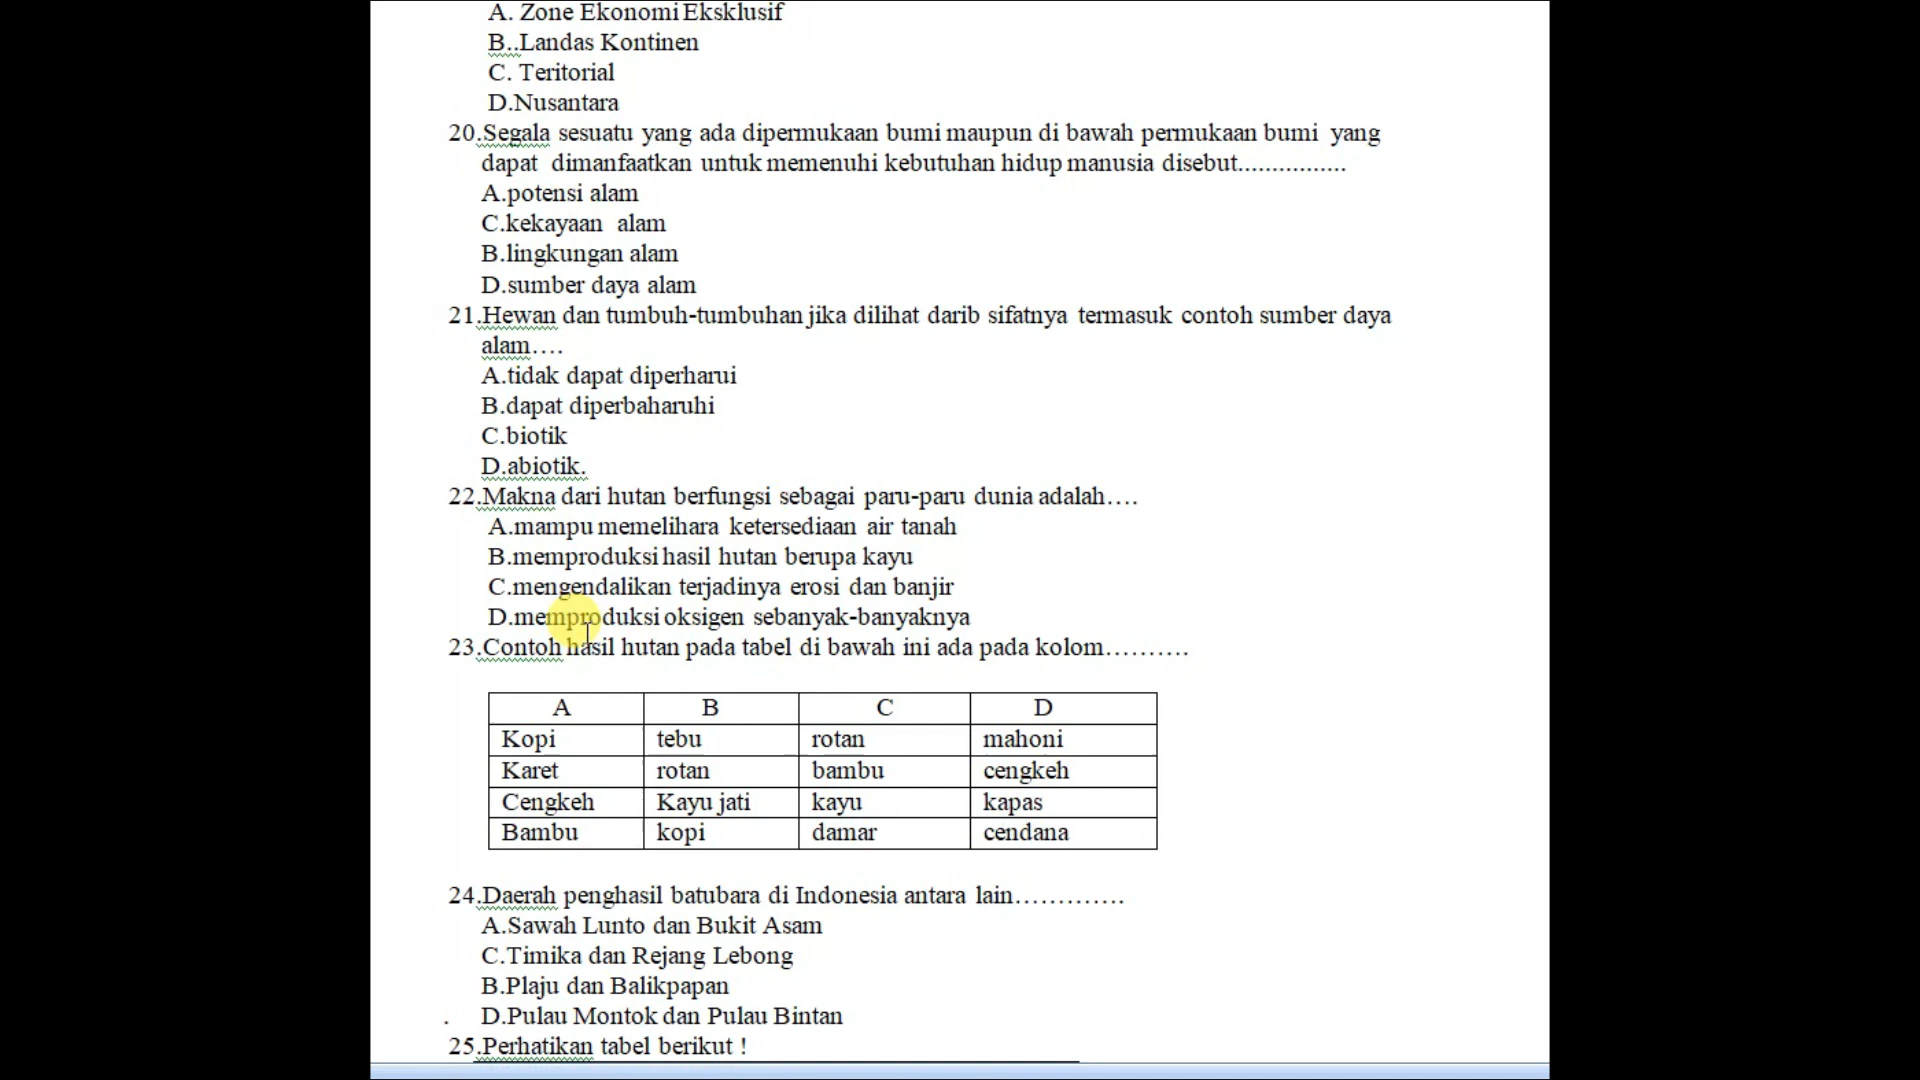 A. Zone Ekonomi Eksklusif
B..Landas Kontinen
C. Teritorial
D.Nusantara
20.Segala sesuatu yang ada dipermukaan bumi maupun di bawah permukaan bumi yang
dapat dimanfaatkan untuk memenuhi kebutuhan hidup manusia disebut................
A.potensi alam
C.kekayaan alam
B.lingkungan alam
D.sumber daya alam
21.Hewan dan tumbuh-tumbuhan jika dilihat darib sifatnya termasuk contoh sumber daya
alam….
A.tidak dapat diperharui
B.dapat diperbaharuhi
C.biotik
D.abiotik.
22.Makna dari hutan berfungsi sebagai paru-paru dunia adalah….
A.mampu memelihara ketersediaan air tanah
B.memproduksi hasil hutan berupa kayu
C.mengendalikan terjadinya erosi dan banjir
D.memproduksi oksigen sebanyak-banyaknya
23.Contoh hasil hutan pada tabel di bawah ini ada pada kolom……….
A B C D
Kopi tebu rotan mahoni
Karet rotan bambu cengkeh
Cengkeh Kayu jati kayu kapas
Bambu kopi damar cendana
24.Daerah penghasil batubara di Indonesia antara lain………….
A.Sawah Lunto dan Bukit Asam
C.Timika dan Rejang Lebong
B.Plaju dan Balikpapan
. D.Pulau Montok dan Pulau Bintan
25.Perhatikan tabel berikut !